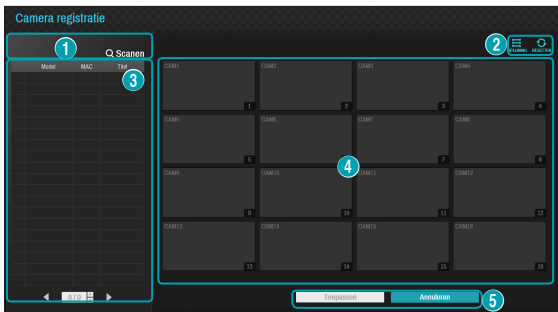 Camera registratie
1
Scanen
2
RESETTEN
Model MAC Titel
3
CAM1 CAM2 CAM3 CAM4
1 2 3 4
CAM5 CAM6 CAM7 CAM8
5 6 7 8
4
CAM9 CAM10 CAM11 CAM12
9 10 11 12
CAM13 CAM14 CAM15 CAM16
13 14 15 16
0 / 0
Toepassen Annuleren
5